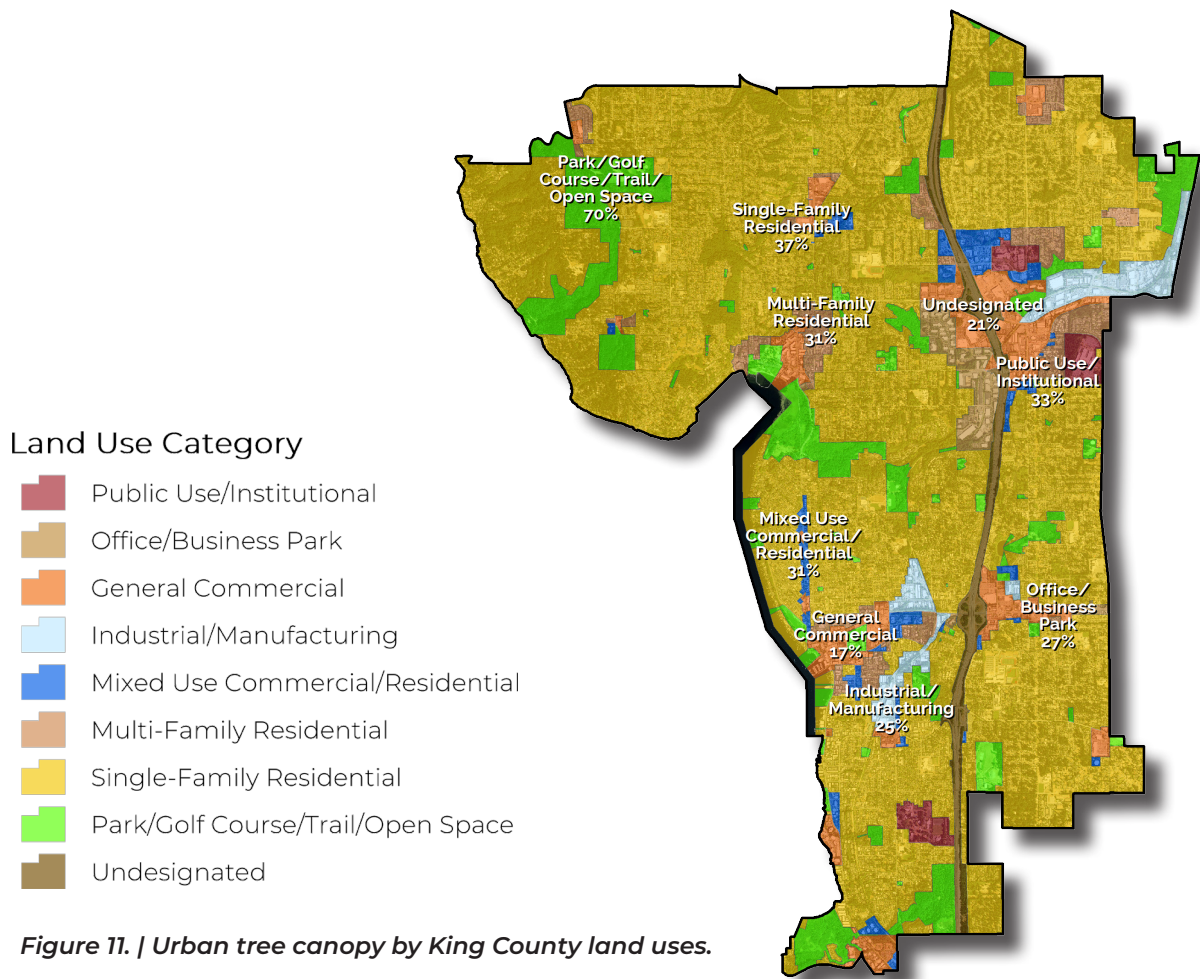 Park/Golf
Course/Trail/
Open Space
70%
Single-Family
Residential
37%
Multi-Family
Residential
31%
Undesignated
21%
Public Use/
Institutional
33%
Land Use Category
Public Use/Institutional
Office/Business Park
General Commercial
Industrial/Manufacturing
Mixed Use Commercial/Residential
Multi-Family Residential
Single-Family Residential
Park/Golf Course/Trail/Open Space
Undesignated
Mixed Use
Commercial/
Residential
31%
Office/
Business
Park
27%
General
Commercial
17%
Industrial/
Manufacturing
25%
Figure 11. | Urban tree canopy by King County land uses.